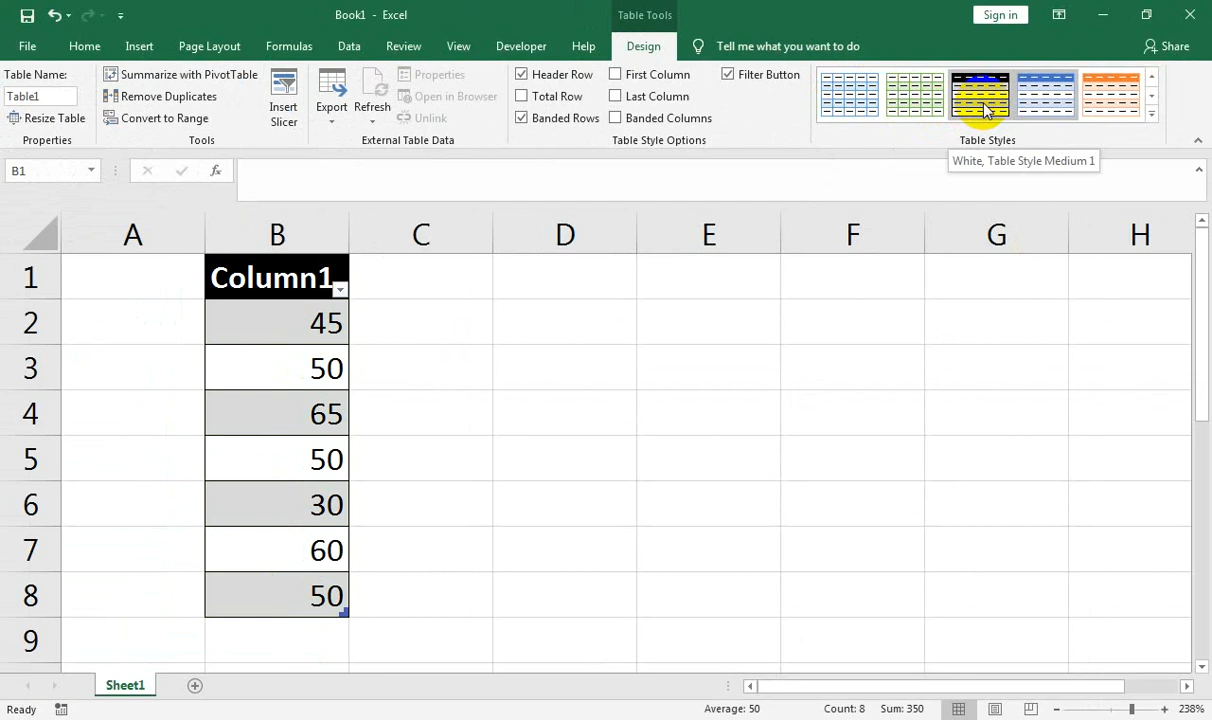 Book1 - Excel
Table Tools
Sign in
File Home Insert Page Layout Formulas Data Review View Developer Help Design Tell me what you want to do Share
Table Name:
Table1
Resize Table
Properties
Summarize with PivotTable
Remove Duplicates
Convert to Range
Insert
Slicer
Tools
Export
Refresh
Properties
Open in Browser
Unlink
External Table Data
Header Row
Total Row
Banded Rows
First Column
Last Column
Banded Columns
Filter Button
Table Style Options
Table Styles
White, Table Style Medium 1
B1
fx
A B C D E F G H
1 Column1
2 45
3 50
4 65
5 50
6 30
7 60
8 50
9
Sheet1
Ready
Average: 50 Count: 8 Sum: 350
238%